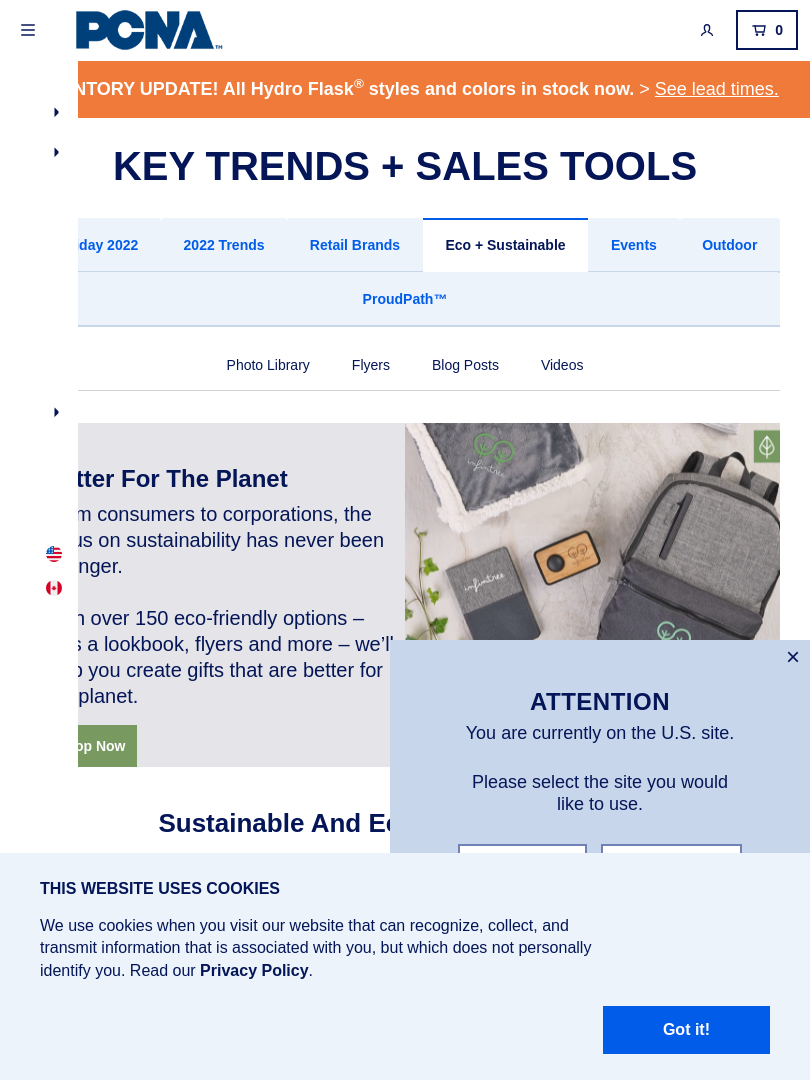 PCNA™
0
NTORY UPDATE! All Hydro Flask® styles and colors in stock now. > See lead times.
KEY TRENDS + SALES TOOLS
day 2022
2022 Trends
Retail Brands
Eco + Sustainable
Events
Outdoor
ProudPath™
Photo Library
Flyers
Blog Posts
Videos
tter For The Planet
m consumers to corporations, the
us on sustainability has never been
nger.
h over 150 eco-friendly options –
s a lookbook, flyers and more – we'll
p you create gifts that are better for
planet.
op Now
infinitree
infinitree
ATTENTION
You are currently on the U.S. site.
Please select the site you would
like to use.
Sustainable And Ec
THIS WEBSITE USES COOKIES
We use cookies when you visit our website that can recognize, collect, and
transmit information that is associated with you, but which does not personally
identify you. Read our Privacy Policy.
Got it!